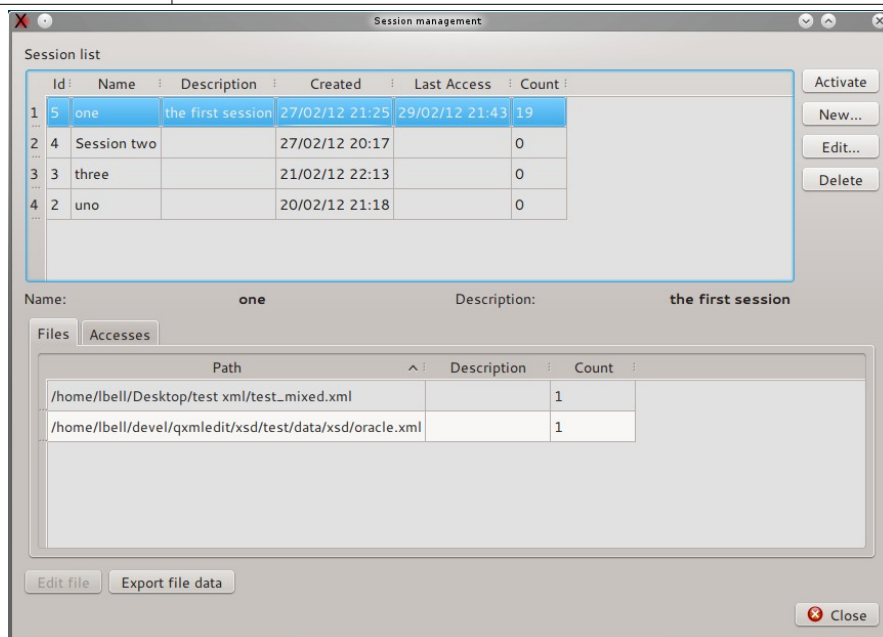 Session management
Session list
Id Name Description Created Last Access Count
1 5 one the first session 27/02/12 21:25 29/02/12 21:43 19
2 4 Session two 27/02/12 20:17 0
3 3 three 21/02/12 22:13 0
4 2 uno 20/02/12 21:18 0
Activate
New...
Edit...
Delete
Name: one Description: the first session
Files Accesses
Path Description Count
/home/lbell/Desktop/test xml/test_mixed.xml 1
/home/lbell/devel/qxmledit/xsd/test/data/xsd/oracle.xml 1
Edit file Export file data
Close